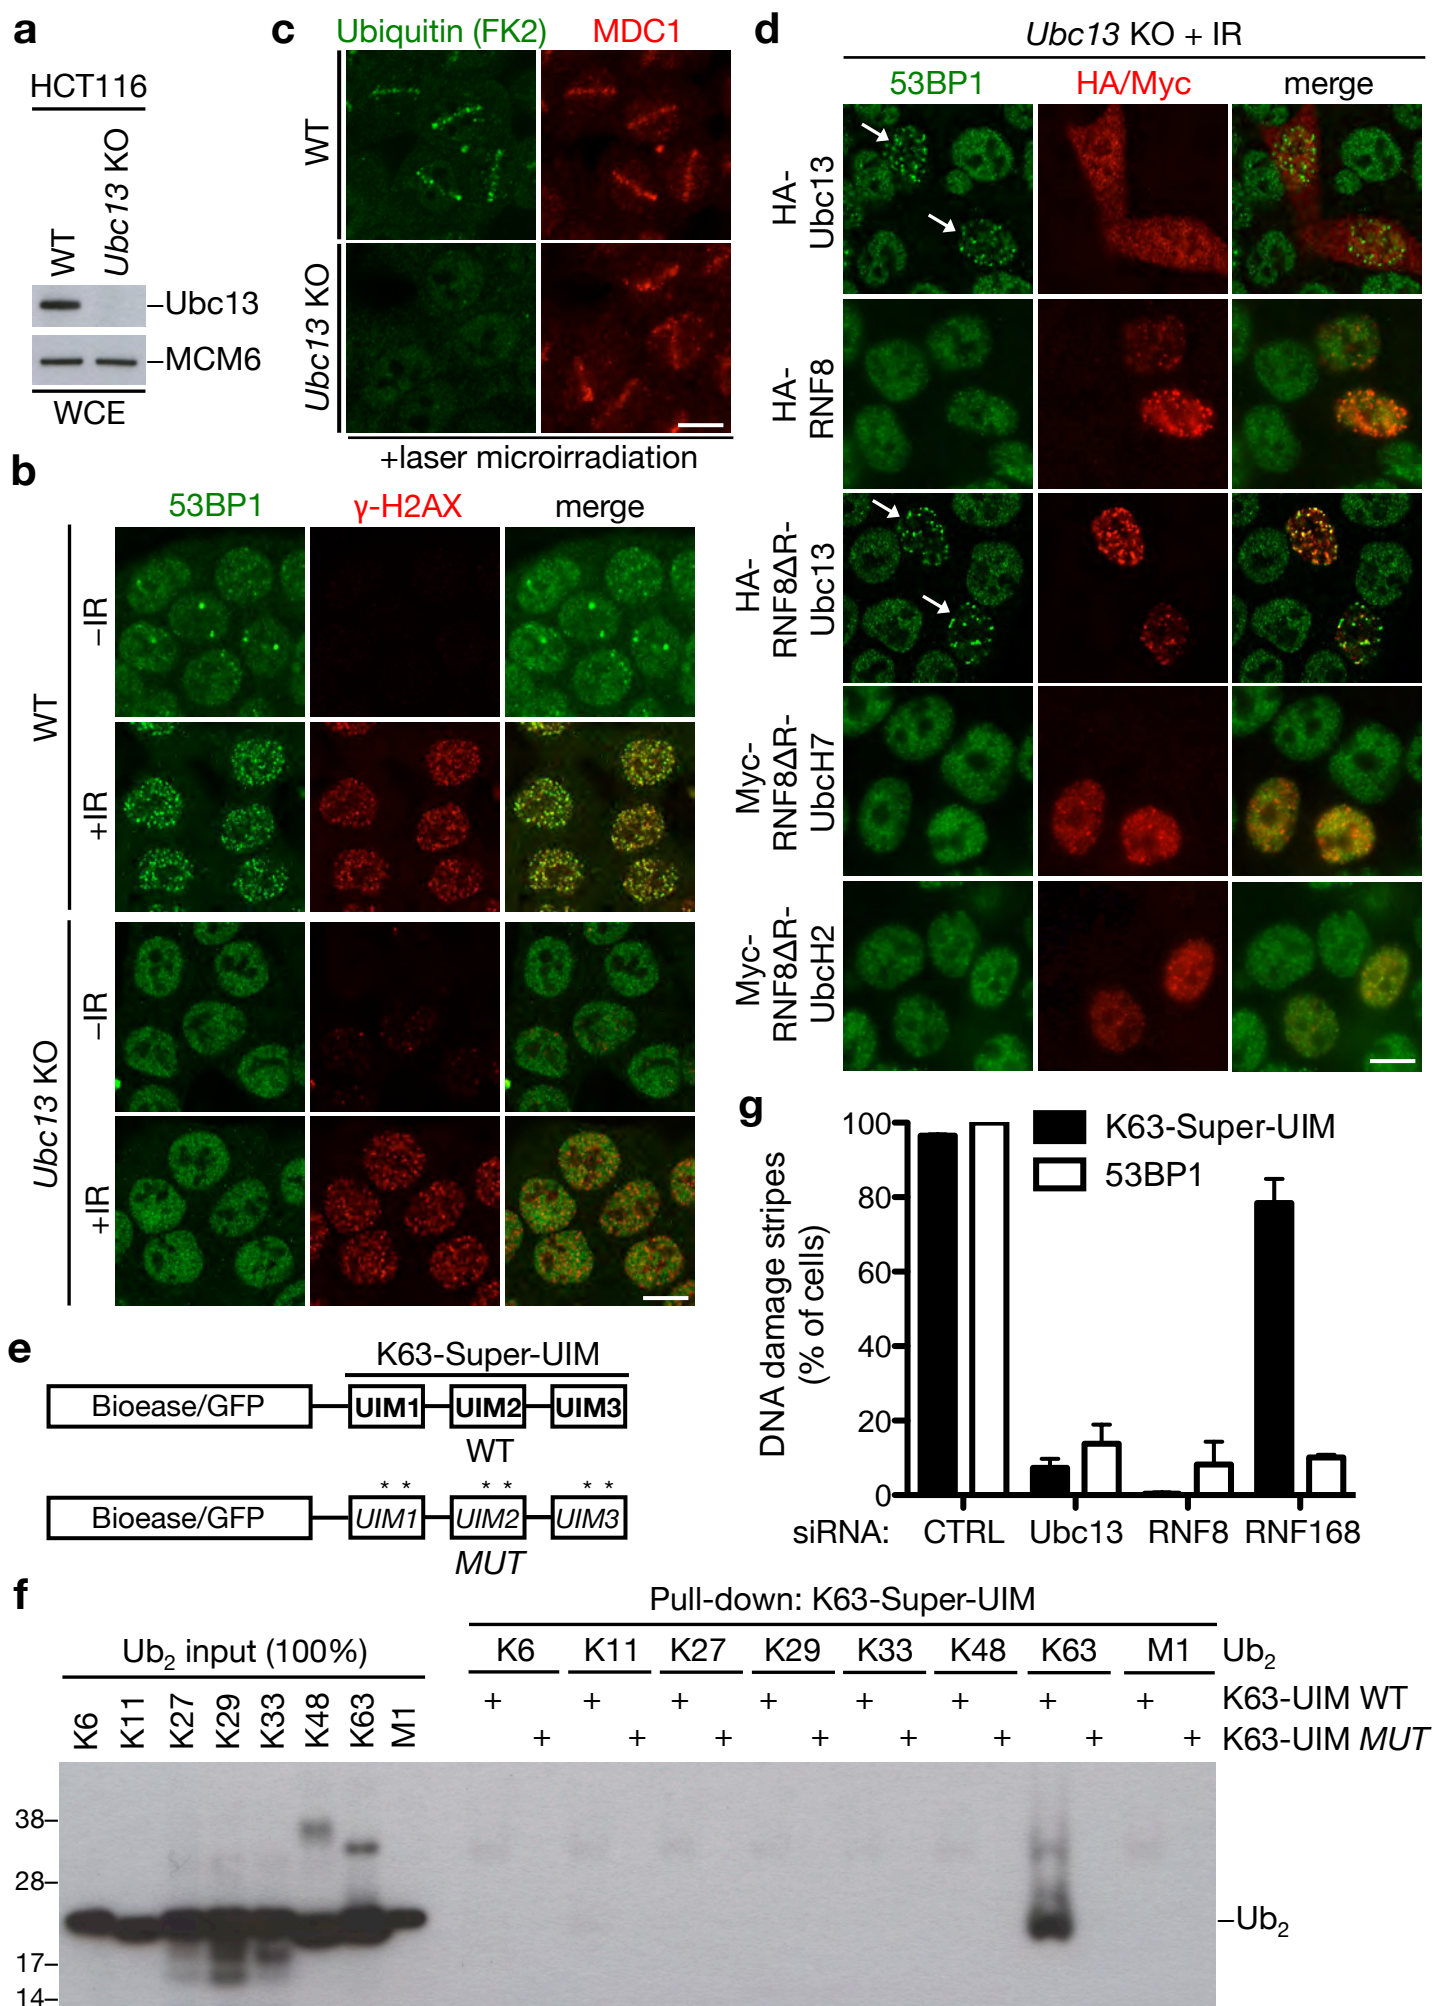 a
HCT116
WT
Ubc13 KO
–Ubc13
–MCM6
WCE
c
Ubiquitin (FK2)
MDC1
WT
Ubc13 KO
+laser microirradiation
b
53BP1
γ-H2AX
merge
WT
–IR
+IR
Ubc13 KO
–IR
+IR
d
Ubc13 KO + IR
53BP1
HA/Myc
merge
HA-
Ubc13
HA-
RNF8
HA-
RNF8ΔR-
Ubc13
Myc-
RNF8ΔR-
UbcH7
Myc-
RNF8ΔR-
UbcH2
e
K63-Super-UIM
Bioease/GFP
UIM1
UIM2
UIM3
WT
* *
* *
* *
Bioease/GFP
UIM1
UIM2
UIM3
MUT
g
K63-Super-UIM
53BP1
DNA damage stripes
(% of cells)
100
80
60
40
20
0
siRNA:
CTRL
Ubc13
RNF8
RNF168
f
Ub2 input (100%)
K6
K11
K27
K29
K33
K48
K63
M1
Pull-down: K63-Super-UIM
K6 K11 K27 K29 K33 K48 K63 M1 Ub2
+ + + + + + + + K63-UIM WT
+ + + + + + + + K63-UIM MUT
38–
28–
17–
14–
–Ub2